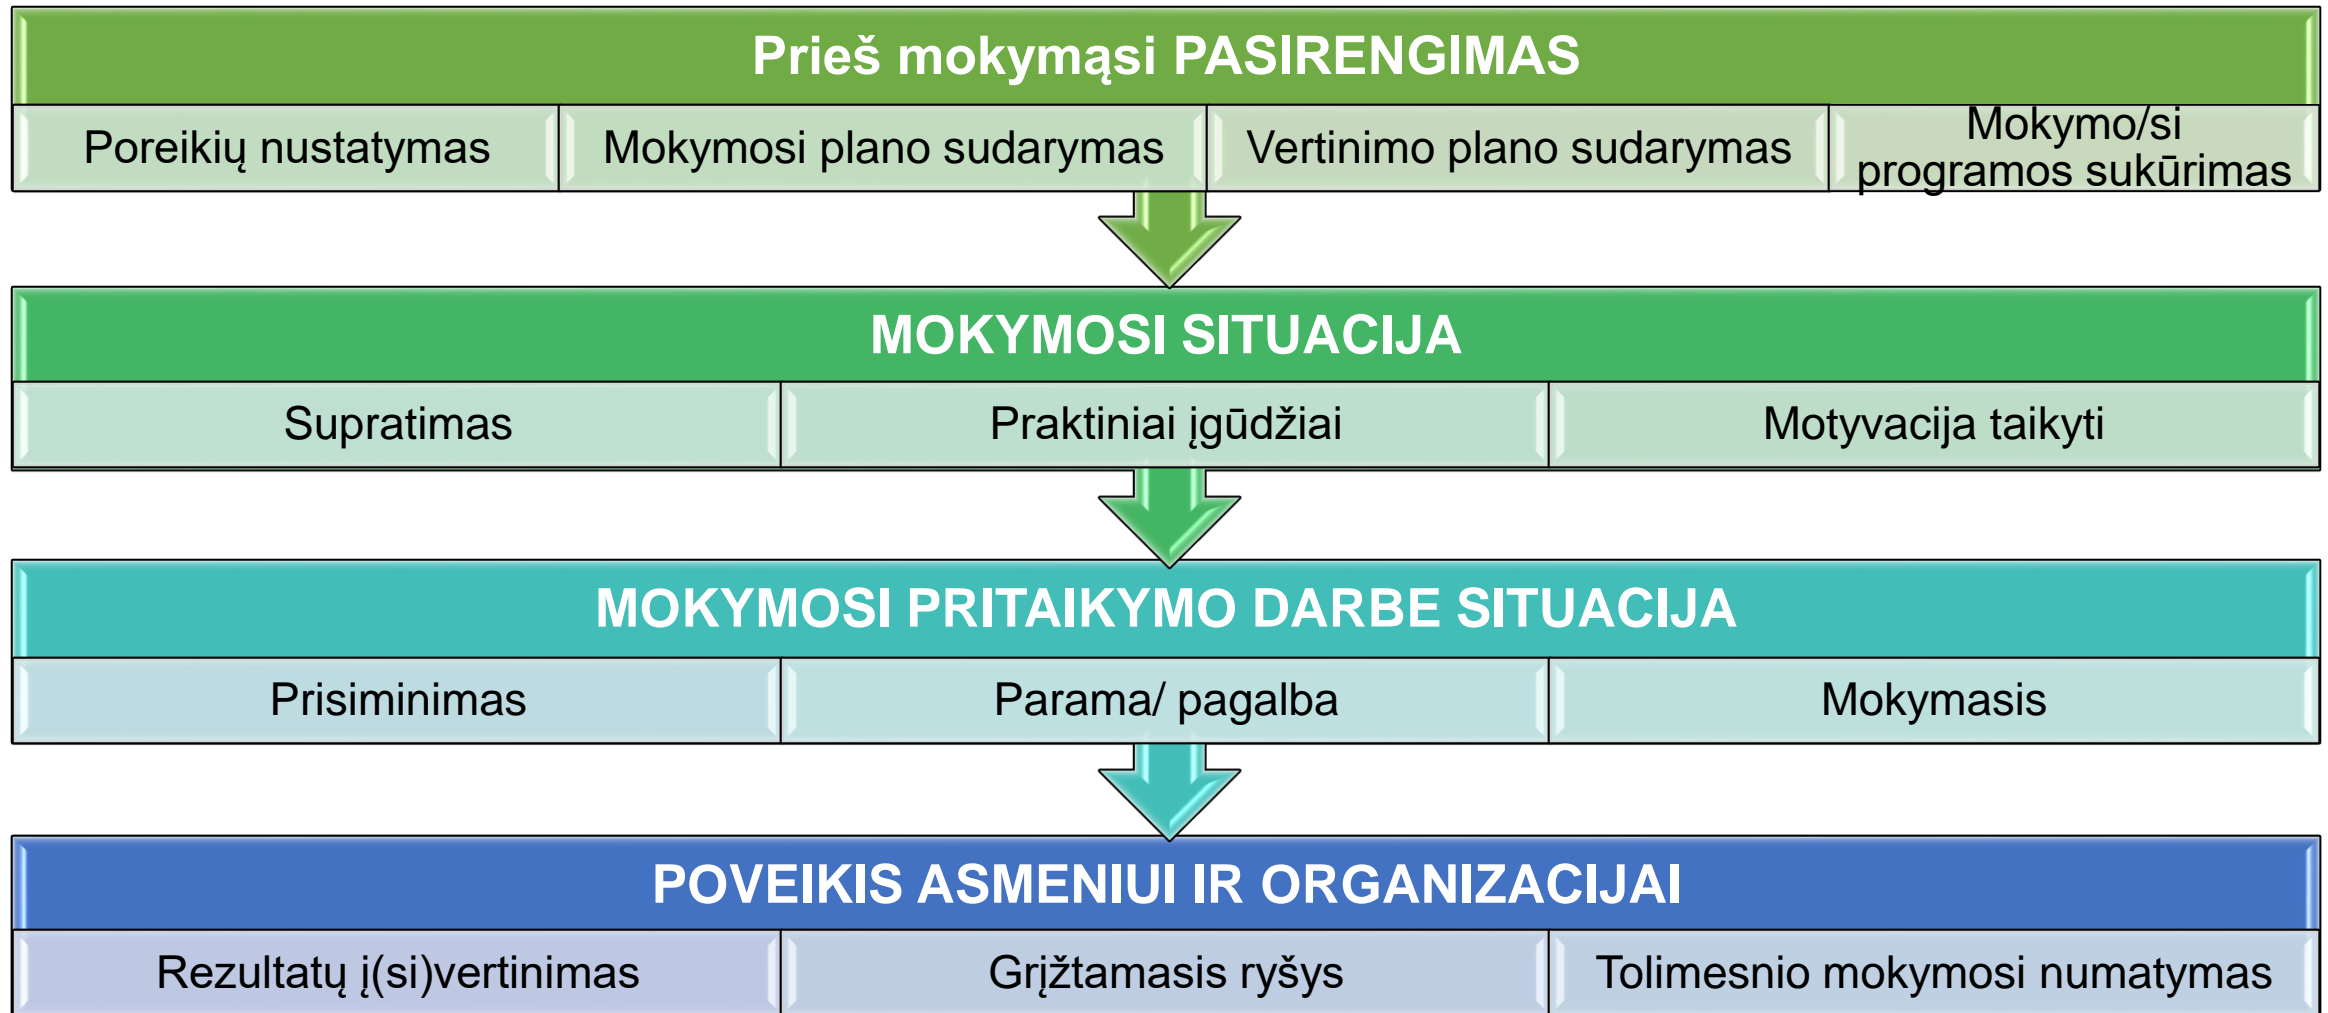 Prieš mokymąsi PASIRENGIMAS
Poreikių nustatymas
Mokymosi plano sudarymas
Vertinimo plano sudarymas
Mokymo/si
programos sukūrimas
MOKYMOSI SITUACIJA
Supratimas
Praktiniai įgūdžiai
Motyvacija taikyti
MOKYMOSI PRITAIKYMO DARBE SITUACIJA
Prisiminimas
Parama/ pagalba
Mokymasis
POVEIKIS ASMENIUI IR ORGANIZACIJAI
Rezultatų į(si)vertinimas
Grįžtamasis ryšys
Tolimesnio mokymosi numatymas